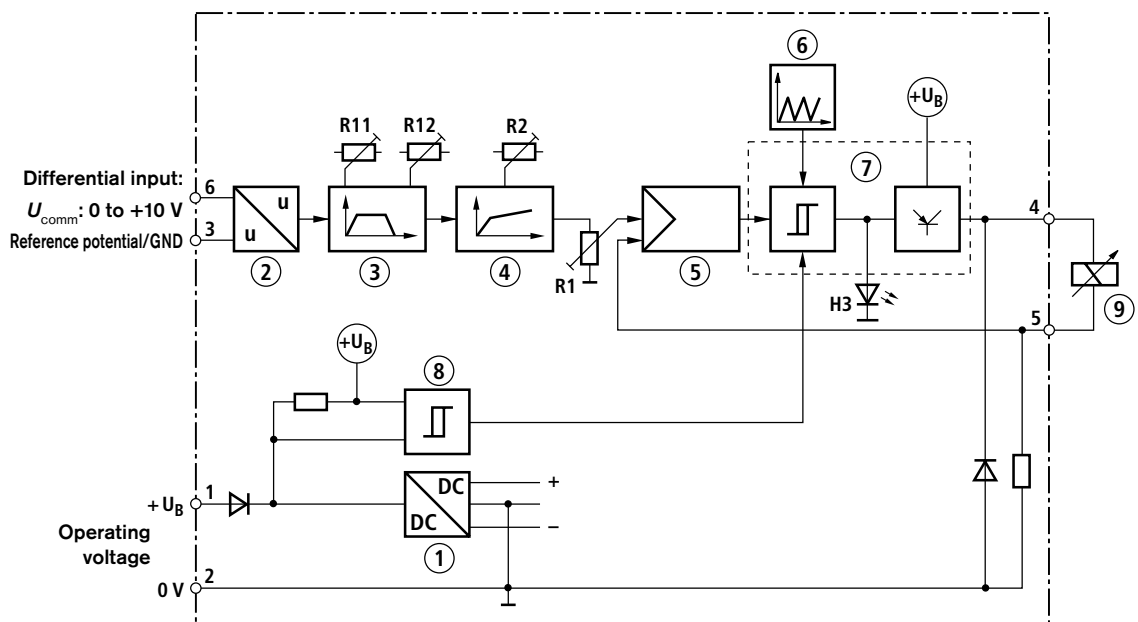 6
+U_B
R11
R12
R2
7
Differential input:
6
U_comm: 0 to +10 V
u
u
3
Reference potential/GND
2
3
4
R1
5
H3
4
5
9
+U_B
8
+ U_B
1
DC
DC
+
–
1
Operating
voltage
0 V
2